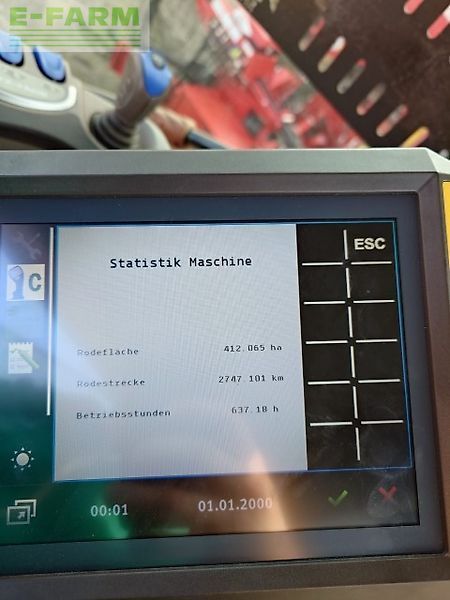 E-FARM
ESC
Statistik Maschine
C
Rodefläche 412.065 ha
Rodestrecke 2747.101 km
Betriebsstunden 637.18 h
00:01 01.01.2000